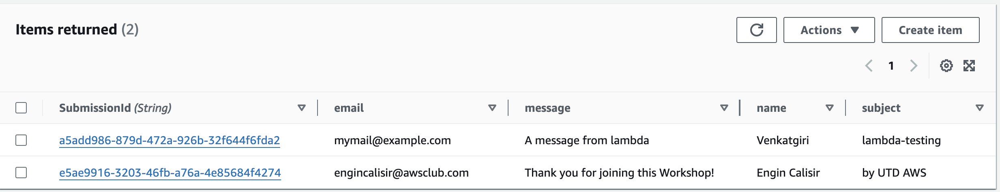 Items returned (2)
Actions
Create item
1
SubmissionId (String) email message name subject
a5add986-879d-472a-926b-32f644f6fda2 mymail@example.com A message from lambda Venkatgiri lambda-testing
e5ae9916-3203-46fb-a76a-4e85684f4274 engincalisir@awsclub.com Thank you for joining this Workshop! Engin Calisir by UTD AWS